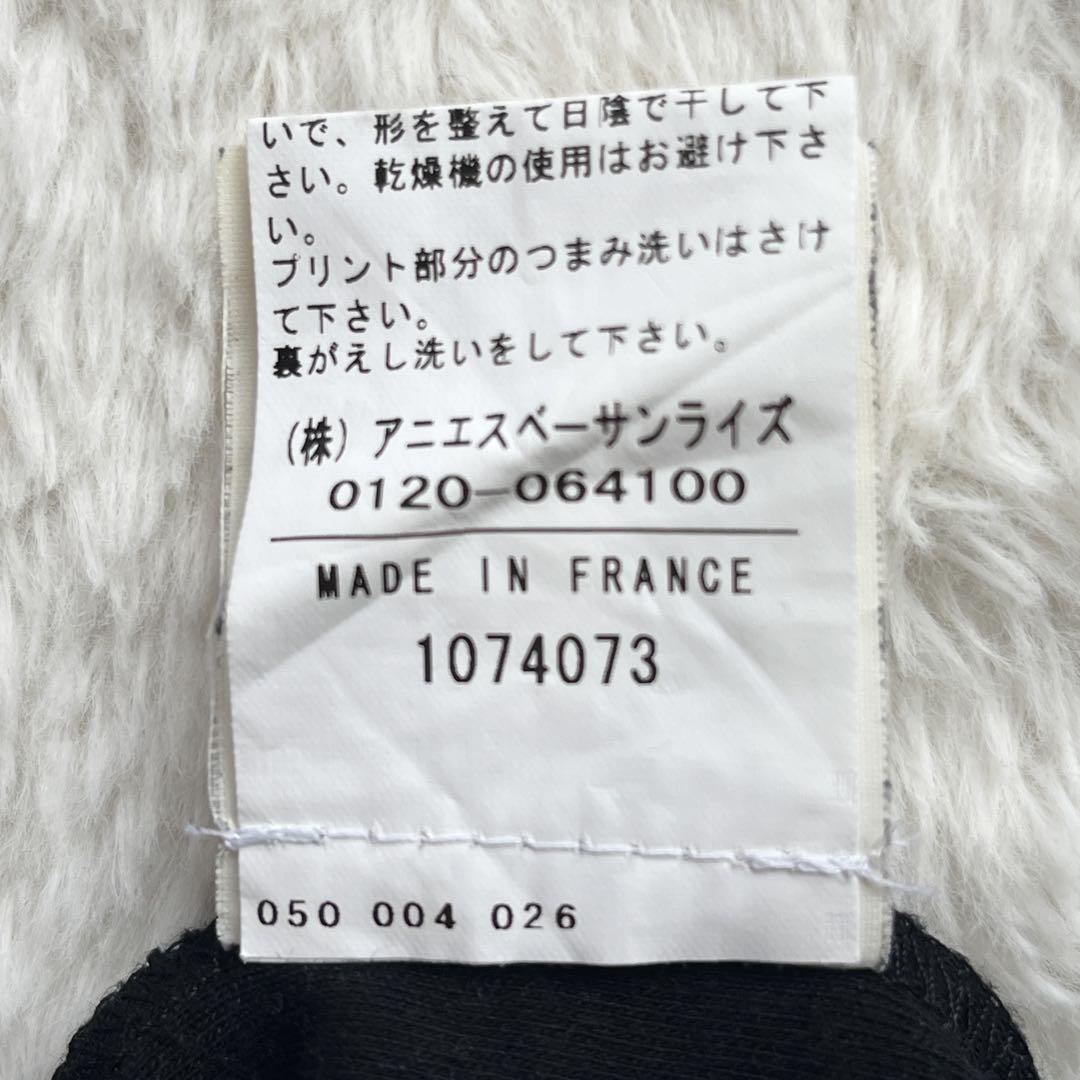 いで、形を整えて日陰で干して下
さい。乾燥機の使用はお避け下さ
い。
プリント部分のつまみ洗いはさけ
て下さい。
裏がえし洗いをして下さい。
(株) アニエスベーサンライズ
0120-064100
MADE IN FRANCE
1074073
050 004 026